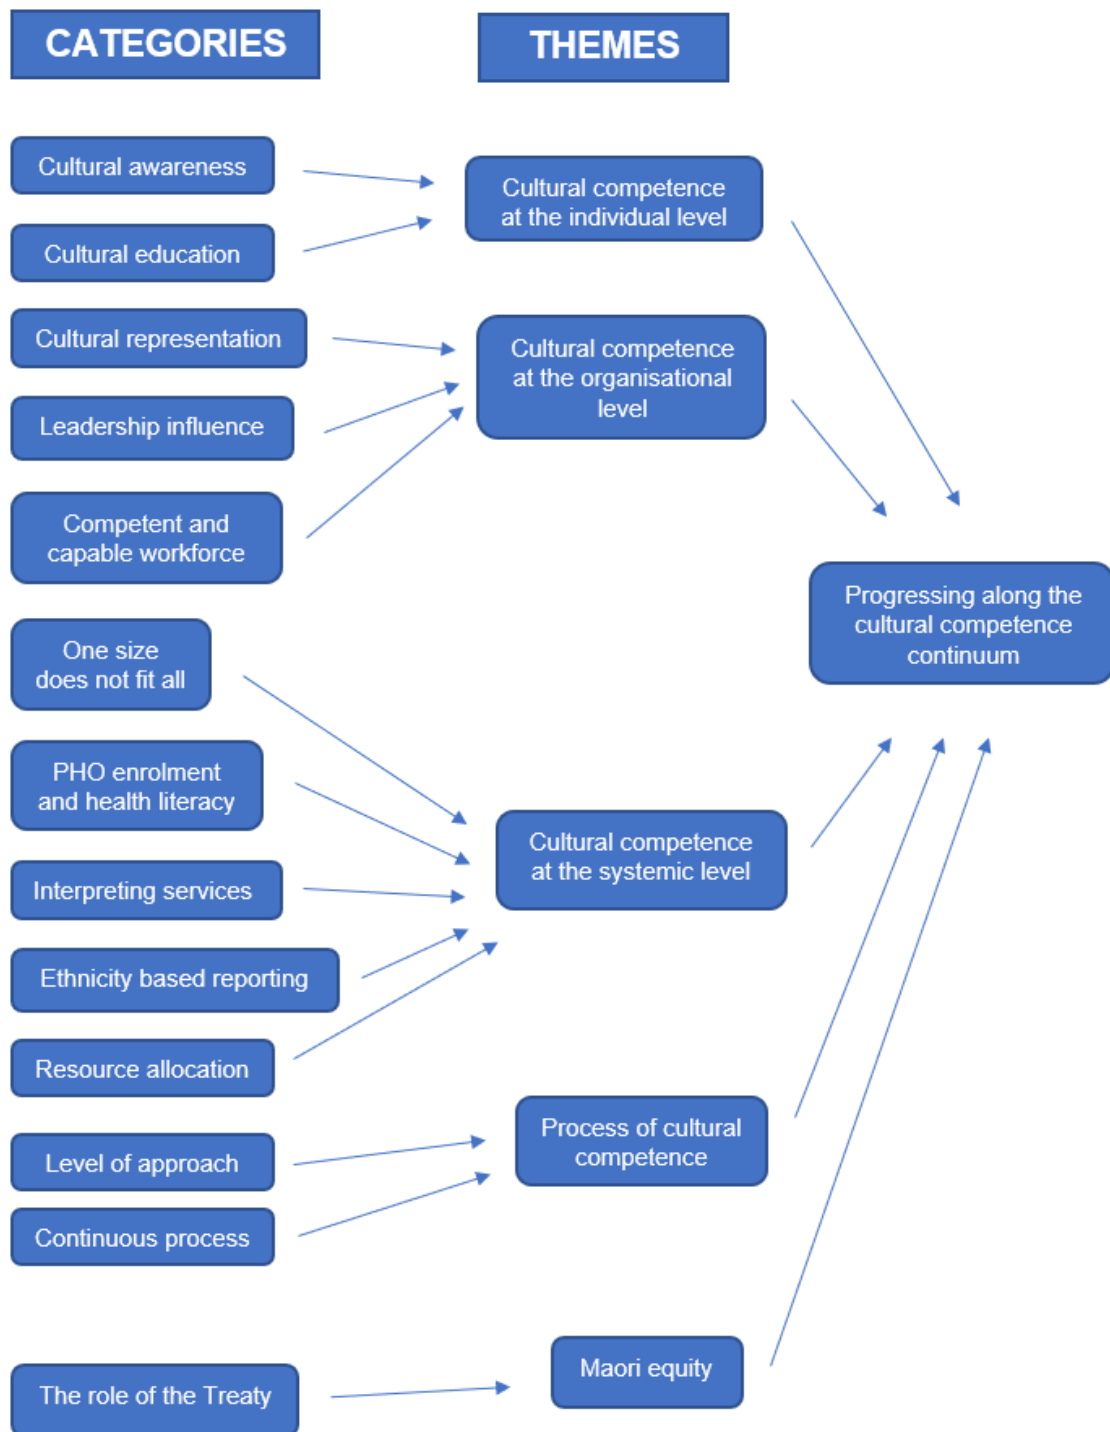 CATEGORIES
THEMES
Cultural awareness
Cultural education
Cultural representation
Leadership influence
Competent and
capable workforce
One size
does not fit all
PHO enrolment
and health literacy
Interpreting services
Ethnicity based reporting
Resource allocation
Level of approach
Continuous process
The role of the Treaty
Cultural competence
at the individual level
Cultural competence
at the organisational
level
Cultural competence
at the systemic level
Process of cultural
competence
Maori equity
Progressing along the
cultural competence
continuum